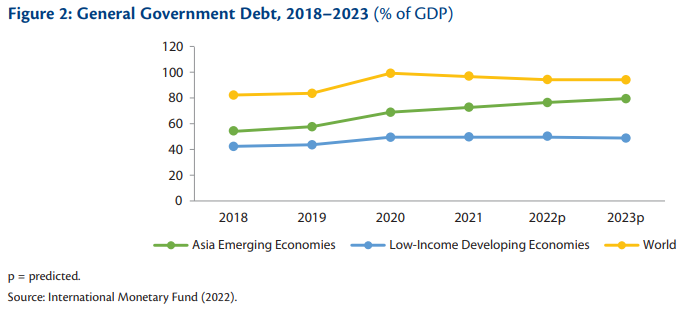 Figure 2: General Government Debt, 2018–2023 (% of GDP)
120
100
80
60
40
20
0
2018 2019 2020 2021 2022p 2023p
Asia Emerging Economies Low-Income Developing Economies World
p = predicted.
Source: International Monetary Fund (2022).